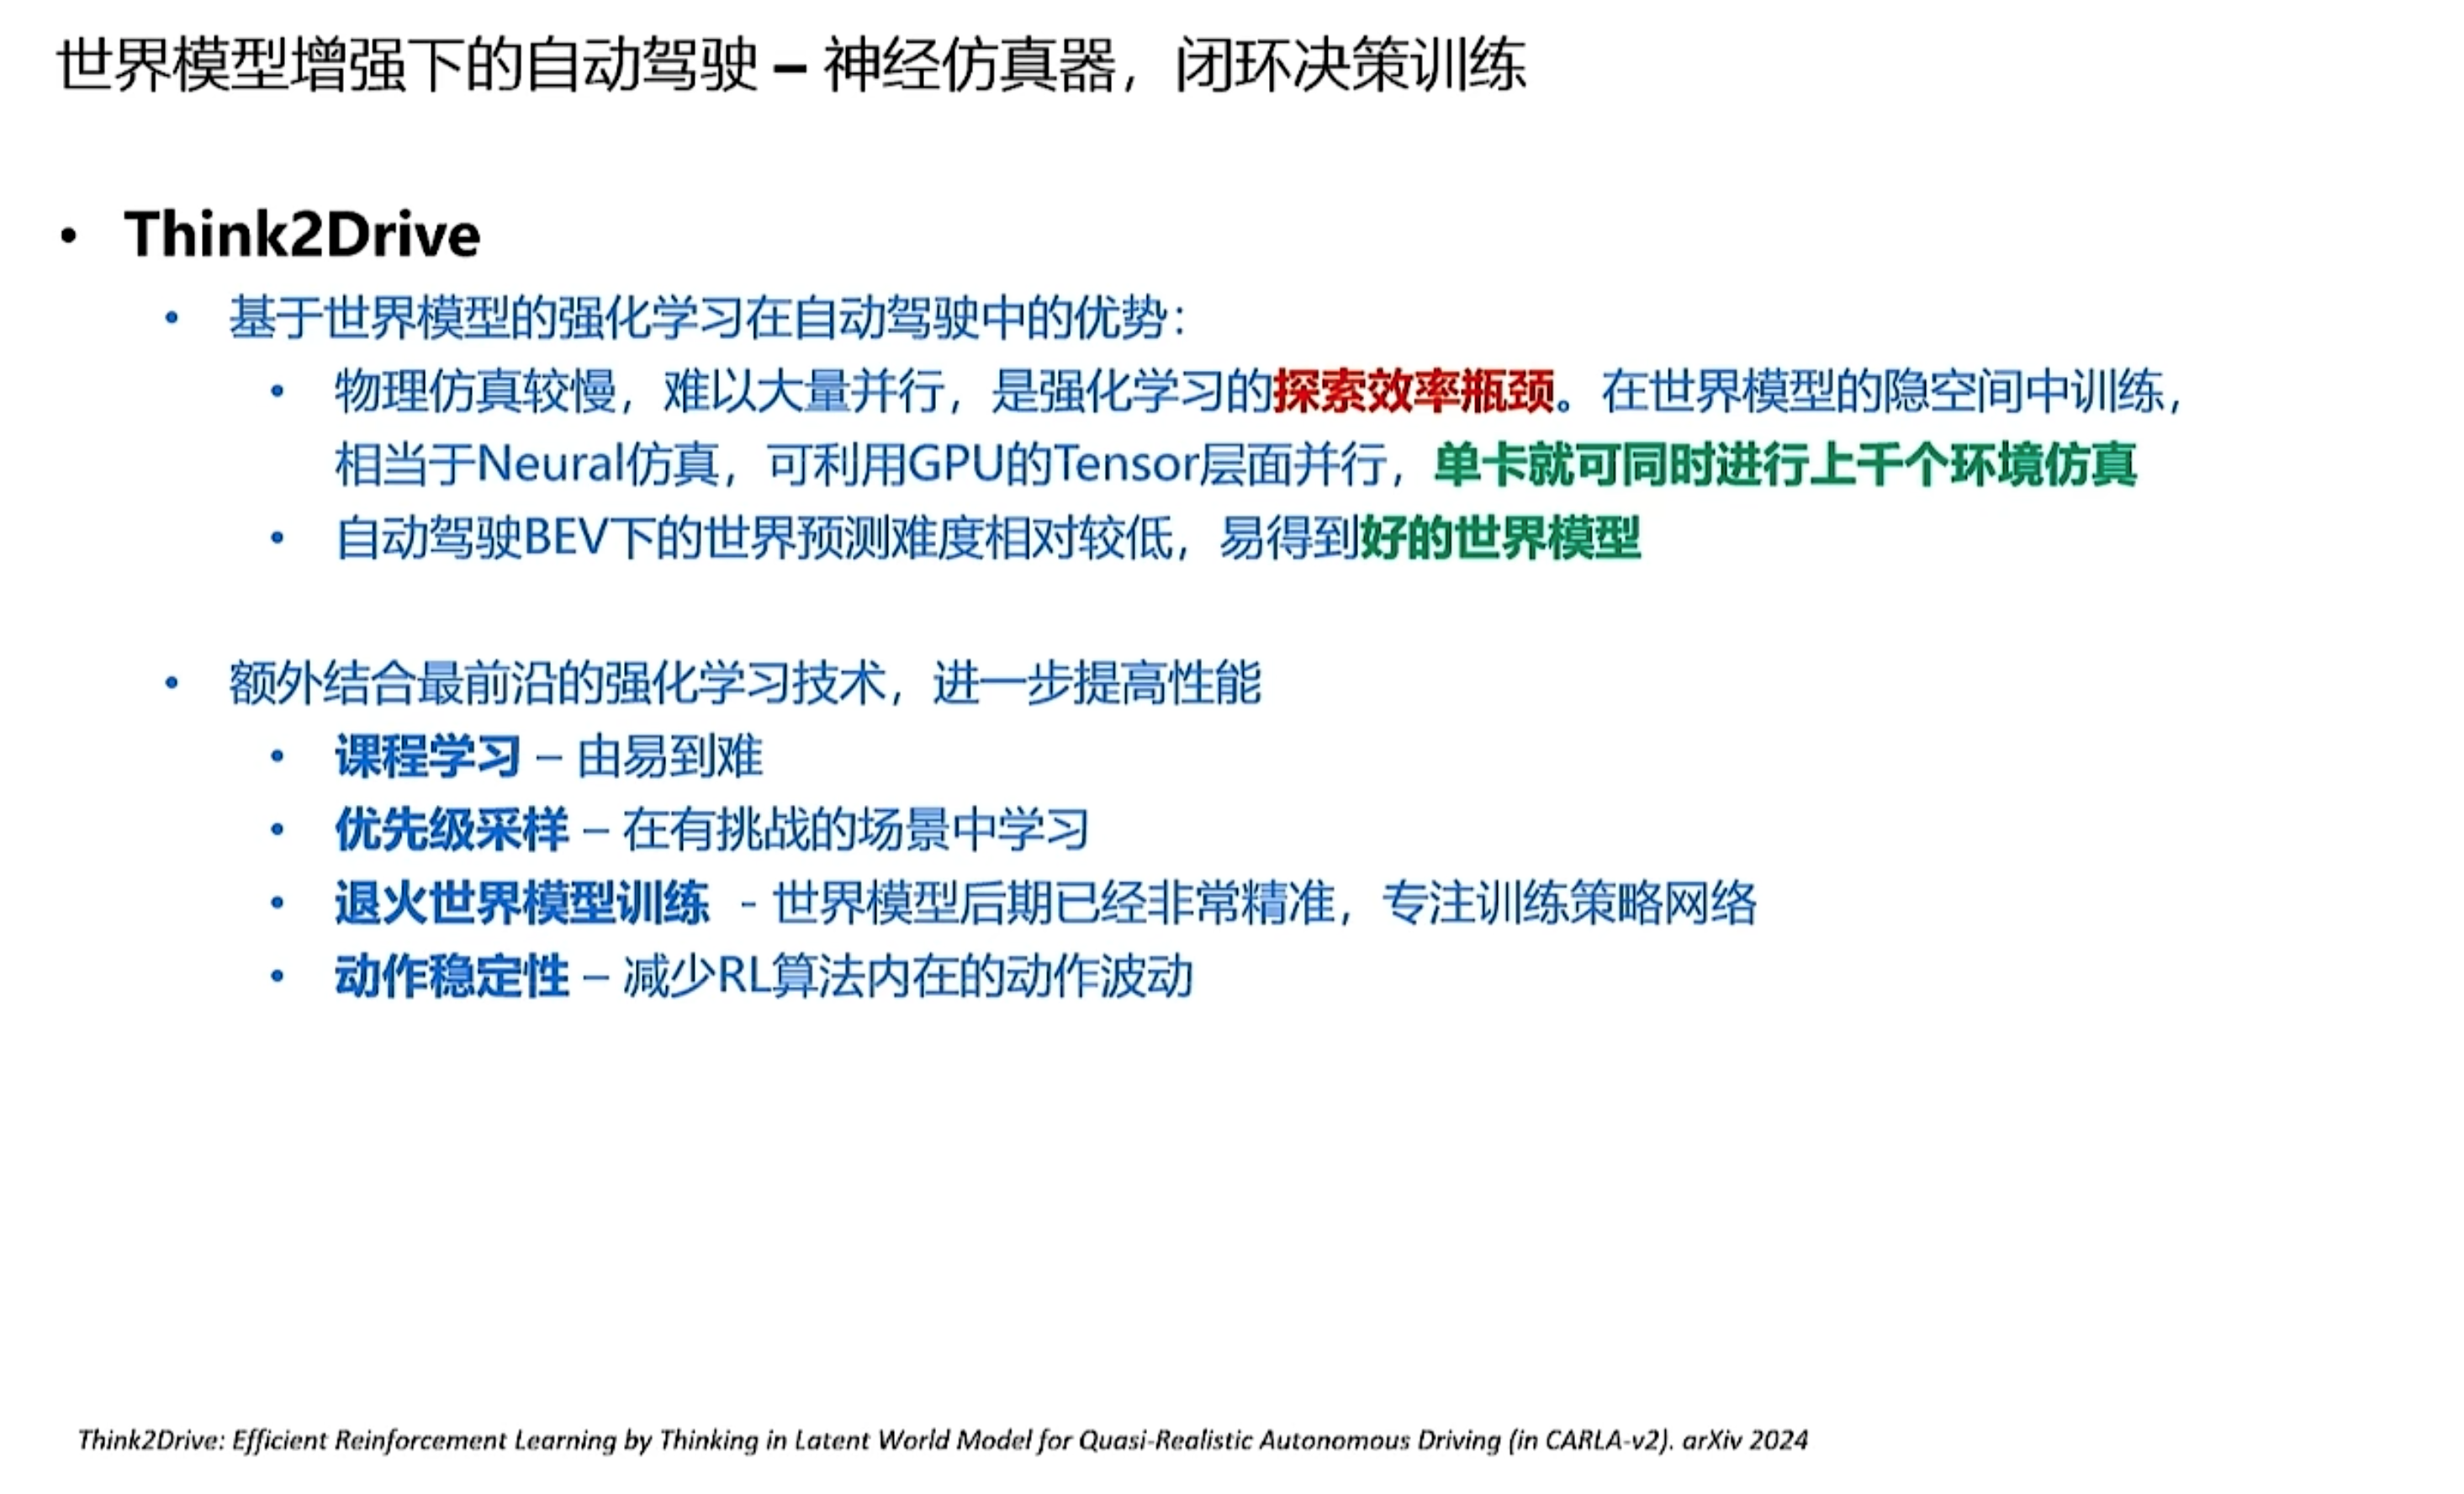 世界模型增强下的自动驾驶 – 神经仿真器，闭环决策训练
• Think2Drive
• 基于世界模型的强化学习在自动驾驶中的优势：
• 物理仿真较慢，难以大量并行，是强化学习的探索效率瓶颈。在世界模型的隐空间中训练，
相当于Neural仿真，可利用GPU的Tensor层面并行，单卡就可同时进行上千个环境仿真
• 自动驾驶BEV下的世界预测难度相对较低，易得到好的世界模型
• 额外结合最前沿的强化学习技术，进一步提高性能
• 课程学习 – 由易到难
• 优先级采样 – 在有挑战的场景中学习
• 退火世界模型训练 - 世界模型后期已经非常精准，专注训练策略网络
• 动作稳定性 – 减少RL算法内在的动作波动
Think2Drive: Efficient Reinforcement Learning by Thinking in Latent World Model for Quasi-Realistic Autonomous Driving (in CARLA-v2). arXiv 2024